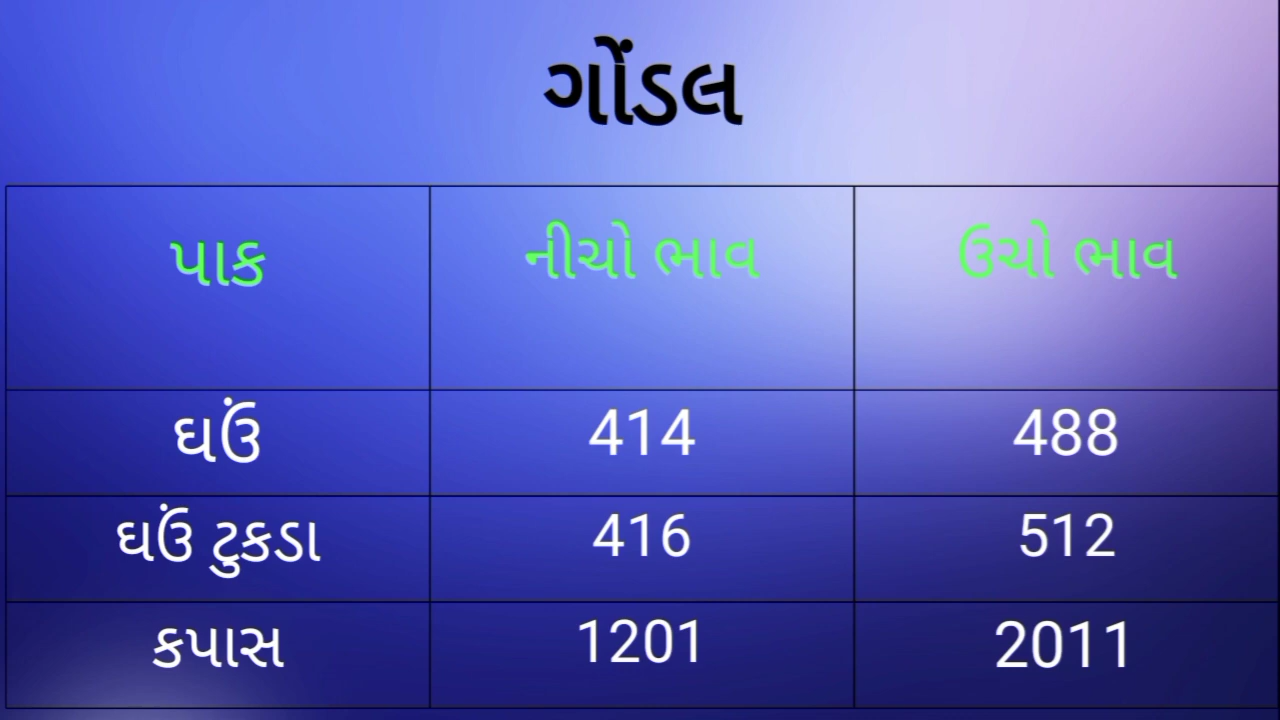 ગોંડલ
પાક નીચો ભાવ ઉચો ભાવ
ઘઉં 414 488
ઘઉં ટુકડા 416 512
કપાસ 1201 2011